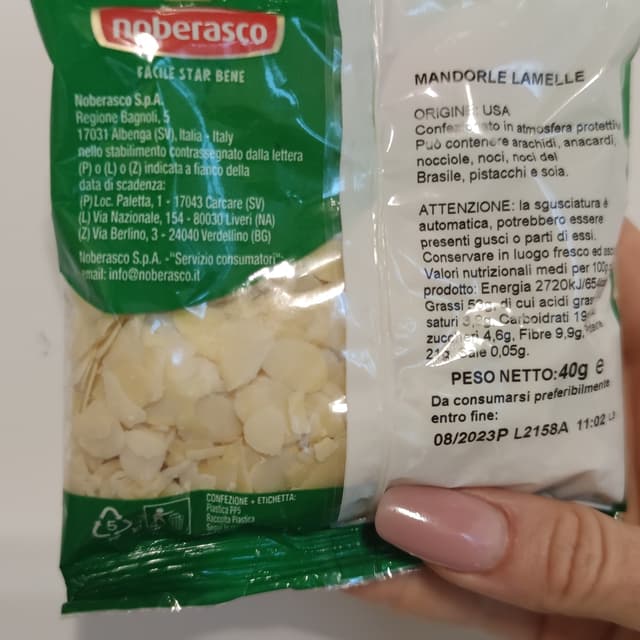 noberasco
FACILE STAR BENE
Noberasco S.p.A.
Regione Bagnoli, 5
17031 Albenga (SV), Italia - Italy
nello stabilimento contrassegnato dalla lettera
(P) o (L) o (Z) indicata a fianco della
data di scadenza:
(P) Loc. Paletta, 1 - 17043 Carcare (SV)
(L) Via Nazionale, 154 - 80030 Liveri (NA)
(Z) Via Berlino, 3 - 24040 Verdellino (BG)
Noberasco S.p.A. -"Servizio consumatori"-
email: info@noberasco.it
5
CONFEZIONE + ETICHETTA:
Plastica PP5
Raccolta Plastica
MANDORLE LAMELLE
ORIGINE: USA
Confezionato in atmosfera protettiva
Può contenere arachidi, anacardi,
nocciole, noci, noci del
Brasile, pistacchi e soia.
ATTENZIONE: la sgusciatura è
automatica, potrebbero essere
presenti gusci o parti di essi.
Conservare in luogo fresco ed
Valori nutrizionali medi per 100g
prodotto: Energia 2720kJ/
Grassi di cui acidi
saturi Carboidrati
zuccheri 4,6g, Fibre 9,9g,
Sale 0,05g.
PESO NETTO:40g e
Da consumarsi preferibilmente
entro fine:
08/2023P L2158A 11:02